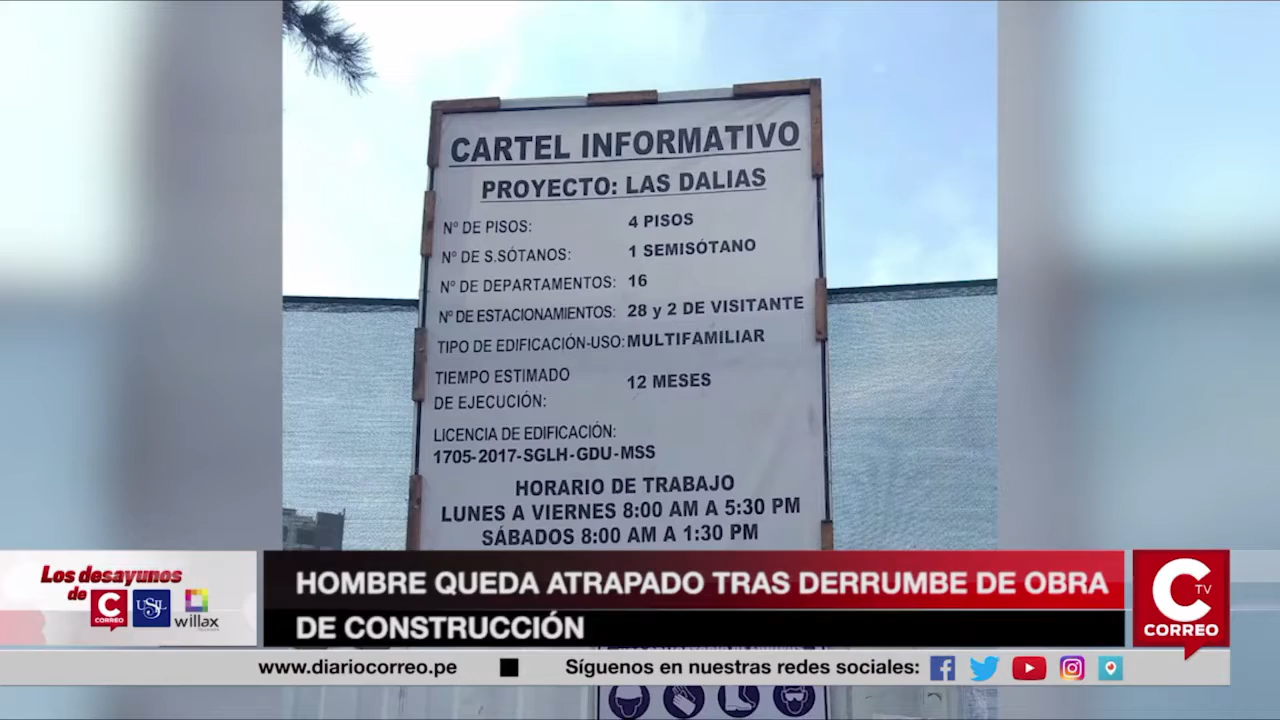 CARTEL INFORMATIVO
PROYECTO: LAS DALIAS
Nº DE PISOS: 4 PISOS
Nº DE S.SÓTANOS: 1 SEMISÓTANO
Nº DE DEPARTAMENTOS: 16
Nº DE ESTACIONAMIENTOS: 28 y 2 DE VISITANTE
TIPO DE EDIFICACIÓN-USO: MULTIFAMILIAR
TIEMPO ESTIMADO
DE EJECUCIÓN: 12 MESES
LICENCIA DE EDIFICACIÓN:
1705-2017-SGLH-GDU-MSS
HORARIO DE TRABAJO
LUNES A VIERNES 8:00 AM A 5:30 PM
SÁBADOS 8:00 AM A 1:30 PM
Los desayunos
de C CORREO USIL willax
HOMBRE QUEDA ATRAPADO TRAS DERRUMBE DE OBRA
DE CONSTRUCCIÓN
C TV
CORREO
www.diariocorreo.pe Síguenos en nuestras redes sociales: